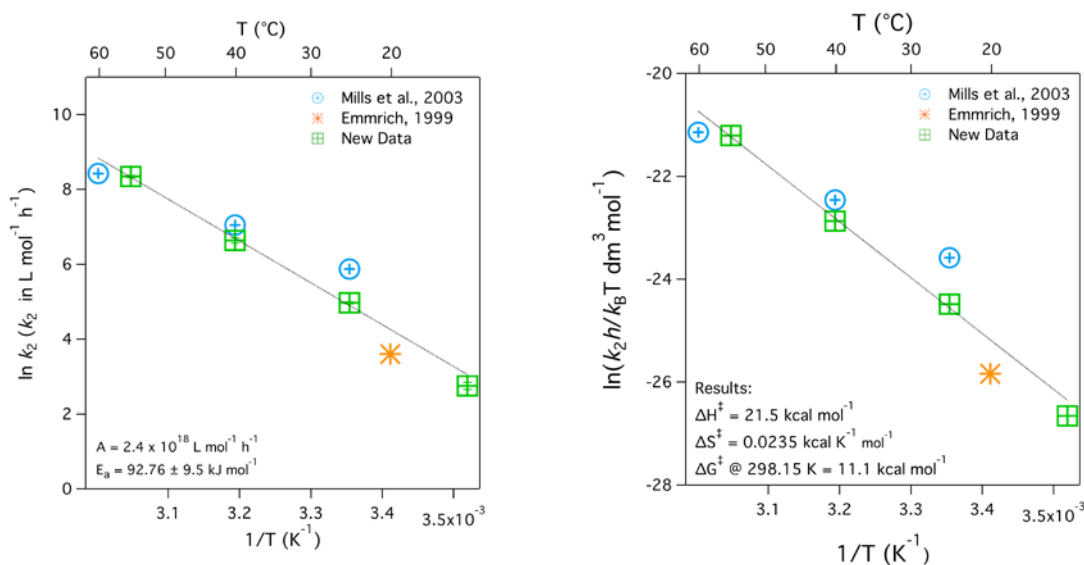 T (°C)
60 50 40 30 20
Mills et al., 2003
Emmrich, 1999
New Data
10
8
6
4
2
0
ln k₂ (k₂ in L mol⁻¹ h⁻¹)
A = 2.4 x 10¹⁸ L mol⁻¹ h⁻¹
Eₐ = 92.76 ± 9.5 kJ mol⁻¹
3.1 3.2 3.3 3.4 3.5x10⁻³
1/T (K⁻¹)
T (°C)
60 50 40 30 20
Mills et al., 2003
Emmrich, 1999
New Data
-20
-22
-24
-26
-28
ln(k₂h/k_BT dm³ mol⁻¹)
Results:
ΔH‡ = 21.5 kcal mol⁻¹
ΔS‡ = 0.0235 kcal K⁻¹ mol⁻¹
ΔG‡ @ 298.15 K = 11.1 kcal mol⁻¹
3.1 3.2 3.3 3.4 3.5x10⁻³
1/T (K⁻¹)